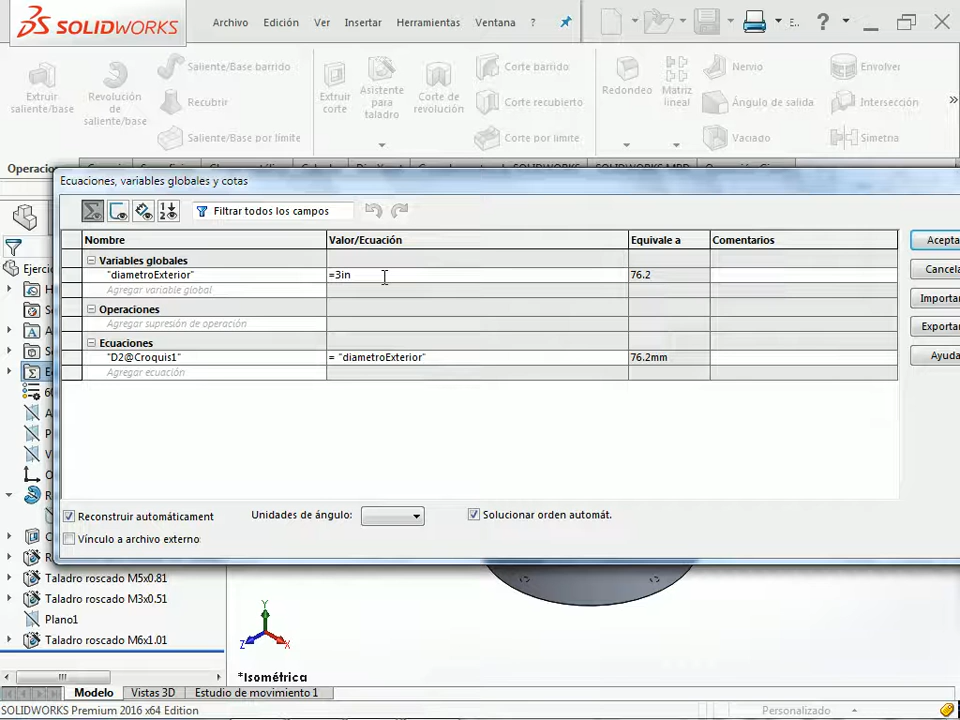 SOLIDWORKS
Archivo Edición Ver Insertar Herramientas Ventana ? E.. ?
Extruir saliente/base
Revolución de saliente/base
Saliente/Base barrido
Recubrir
Saliente/Base por límite
Extruir corte
Asistente para taladro
Corte de revolución
Corte barrido
Corte recubierto
Corte por límite
Redondeo
Matriz lineal
Nervio
Ángulo de salida
Vaciado
Envolver
Intersección
Simetría
»
Operacio
Ecuaciones, variables globales y cotas
Filtrar todos los campos
Nombre Valor/Ecuación Equivale a Comentarios
Variables globales
"diametroExterior" =3in 76.2
Agregar variable global
Operaciones
Agregar supresión de operación
Ecuaciones
"D2@Croquis1" = "diametroExterior" 76.2mm
Agregar ecuación
Acepta
Cancela
Importar
Exportar
Ayuda
Reconstruir automáticament Unidades de ángulo: Solucionar orden automát.
Vínculo a archivo externo
Ejercic
Taladro roscado M5x0.81
Taladro roscado M3x0.51
Plano1
Taladro roscado M6x1.01
Y
Z X
*Isométrica
Modelo Vistas 3D Estudio de movimiento 1
SOLIDWORKS Premium 2016 x64 Edition Personalizado